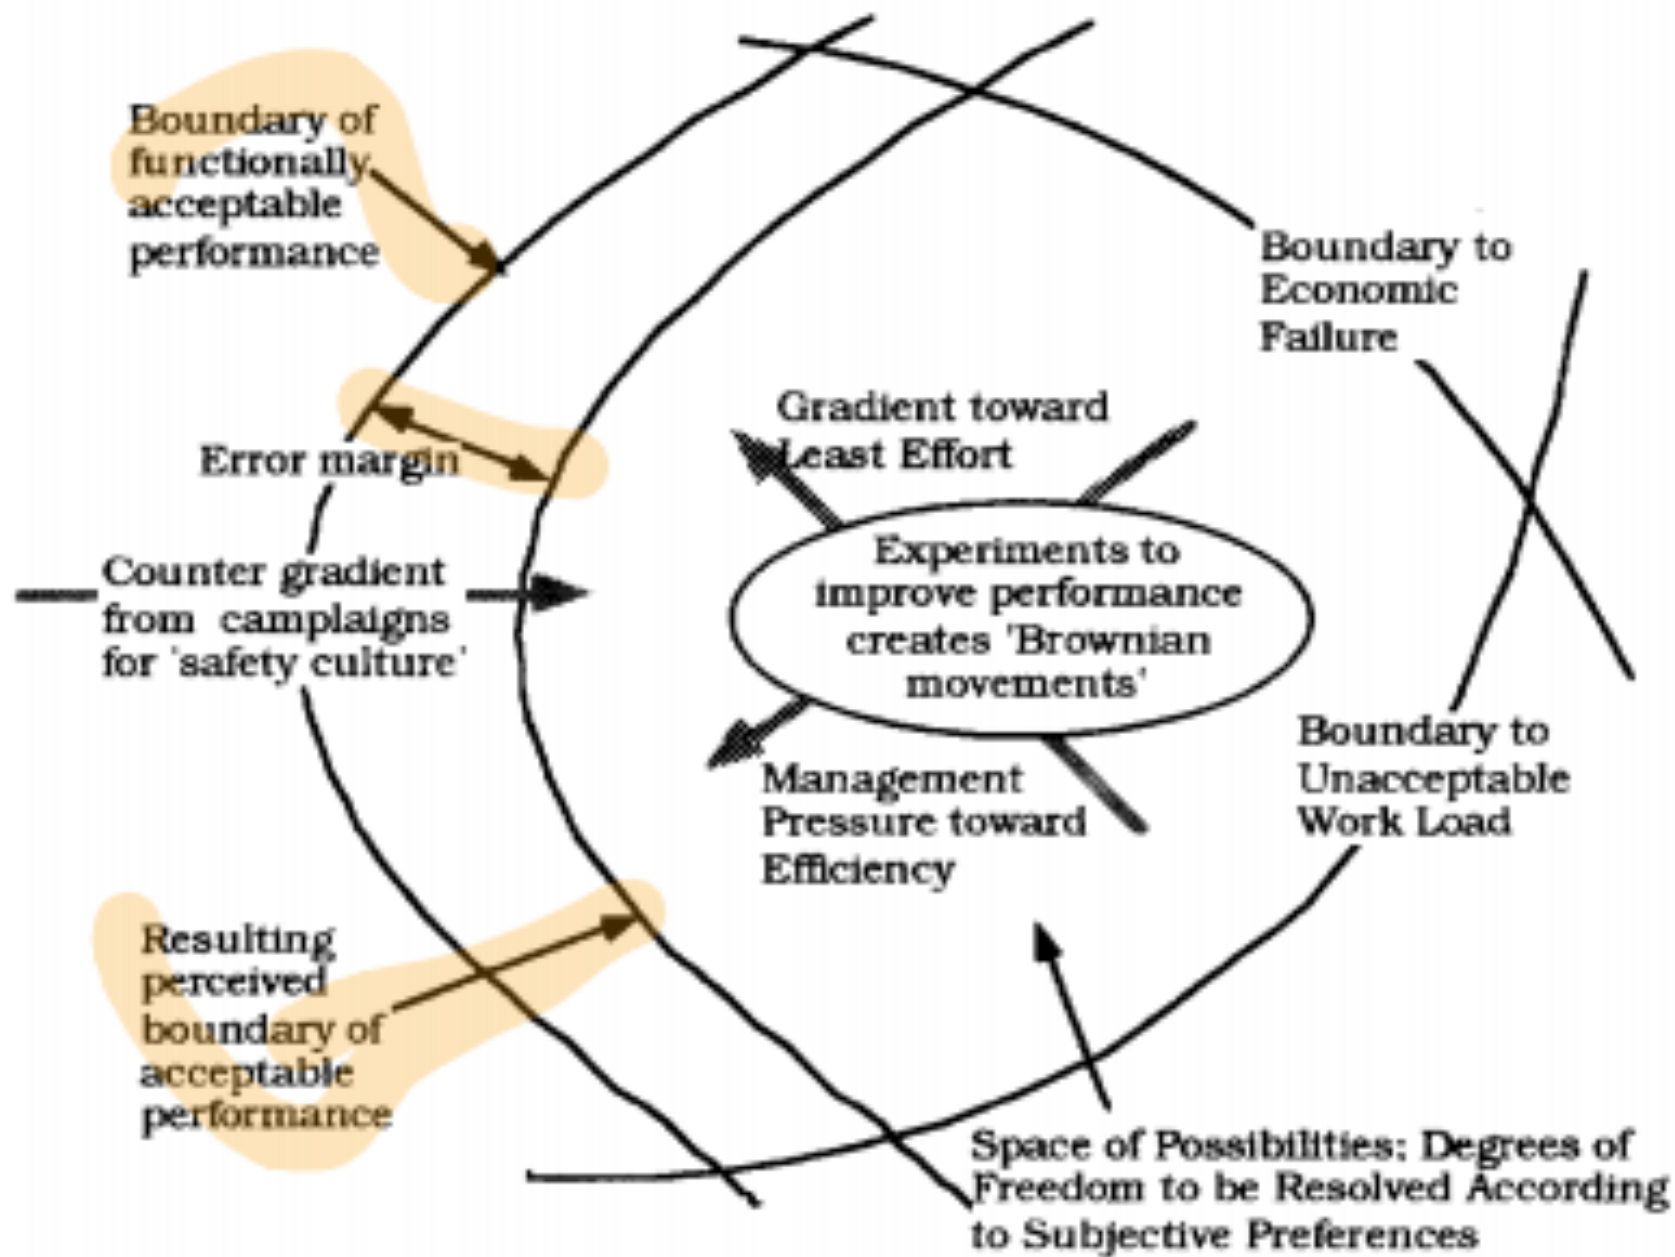 Boundary of
functionally
acceptable
performance
Boundary to
Economic
Failure
Gradient toward
Least Effort
Error margin
Experiments to
improve performance
creates 'Brownian
movements'
Counter gradient
from camplaigns
for 'safety culture'
Boundary to
Unacceptable
Work Load
Management
Pressure toward
Efficiency
Resulting
perceived
boundary of
acceptable
performance
Space of Possibilities: Degrees of
Freedom to be Resolved According
to Subjective Preferences